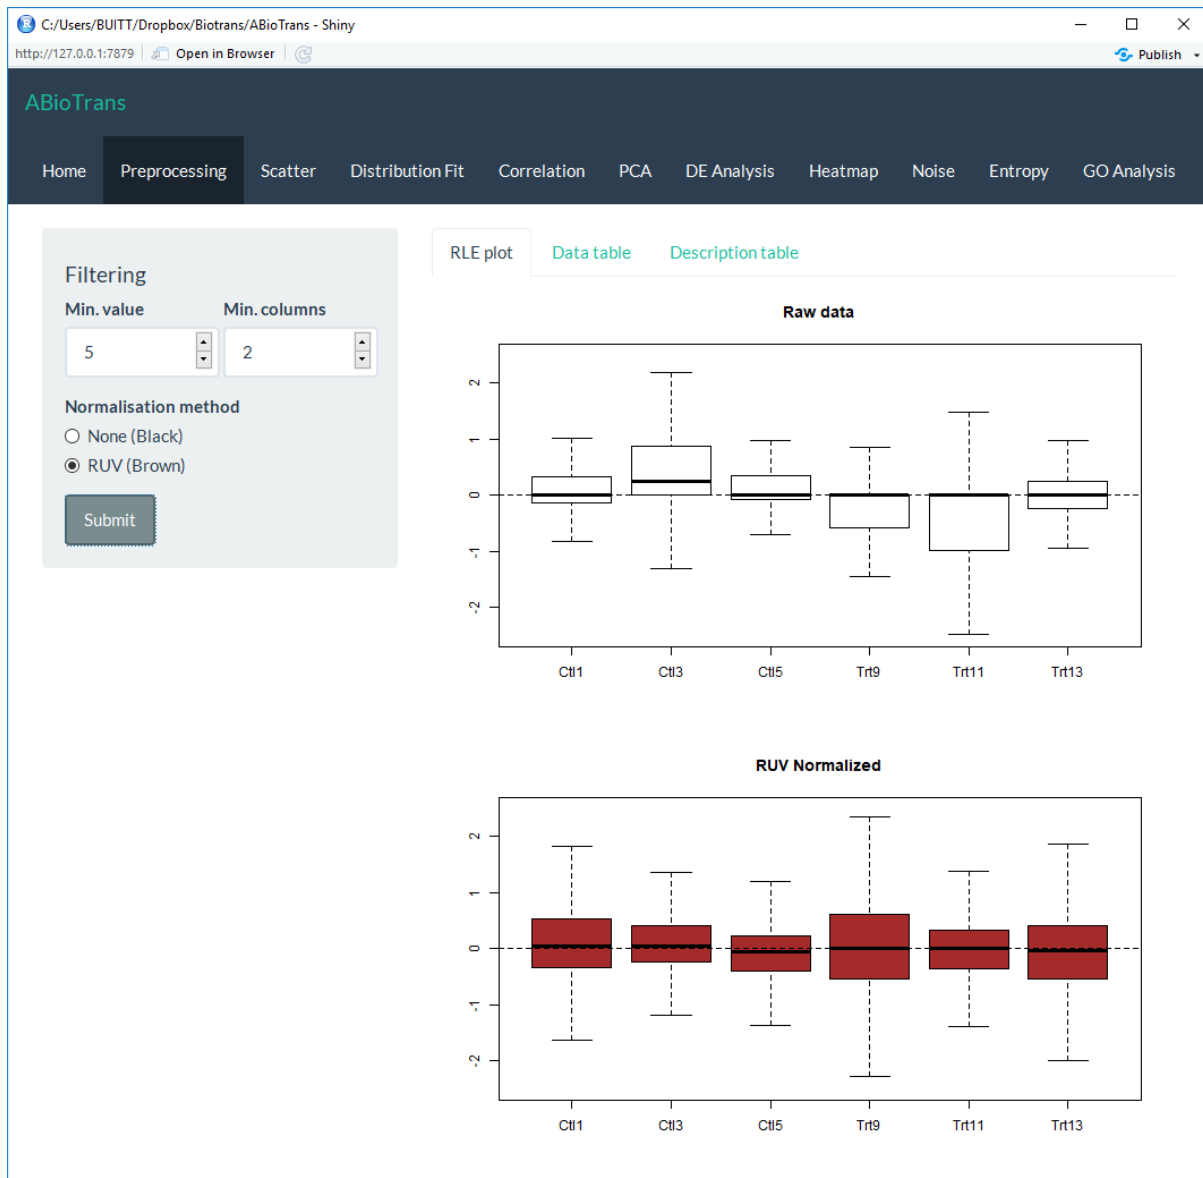 C:/Users/BUITT/Dropbox/Biotrans/ABioTrans - Shiny
http://127.0.0.1:7879 Open in Browser Publish
ABioTrans
Home Preprocessing Scatter Distribution Fit Correlation PCA DE Analysis Heatmap Noise Entropy GO Analysis
RLE plot Data table Description table
Filtering
Min. value Min. columns
5 2
Normalisation method
None (Black)
RUV (Brown)
Submit
Raw data
2
1
0
-1
-2
Ctl1 Ctl3 Ctl5 Trt9 Trt11 Trt13
RUV Normalized
2
1
0
-1
-2
Ctl1 Ctl3 Ctl5 Trt9 Trt11 Trt13